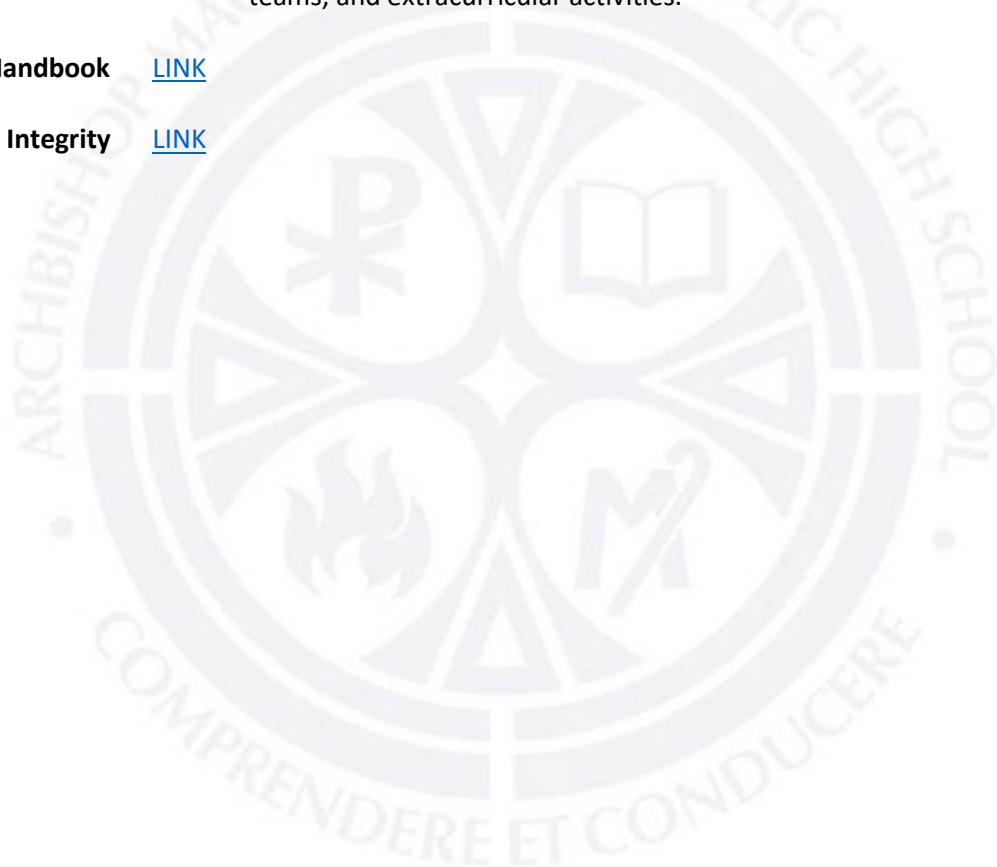 teams, and extracurricular activities.
Handbook LINK
Integrity LINK
ARCHBISHOP HIGH SCHOOL
COMPRENDERE ET CONDUCERE